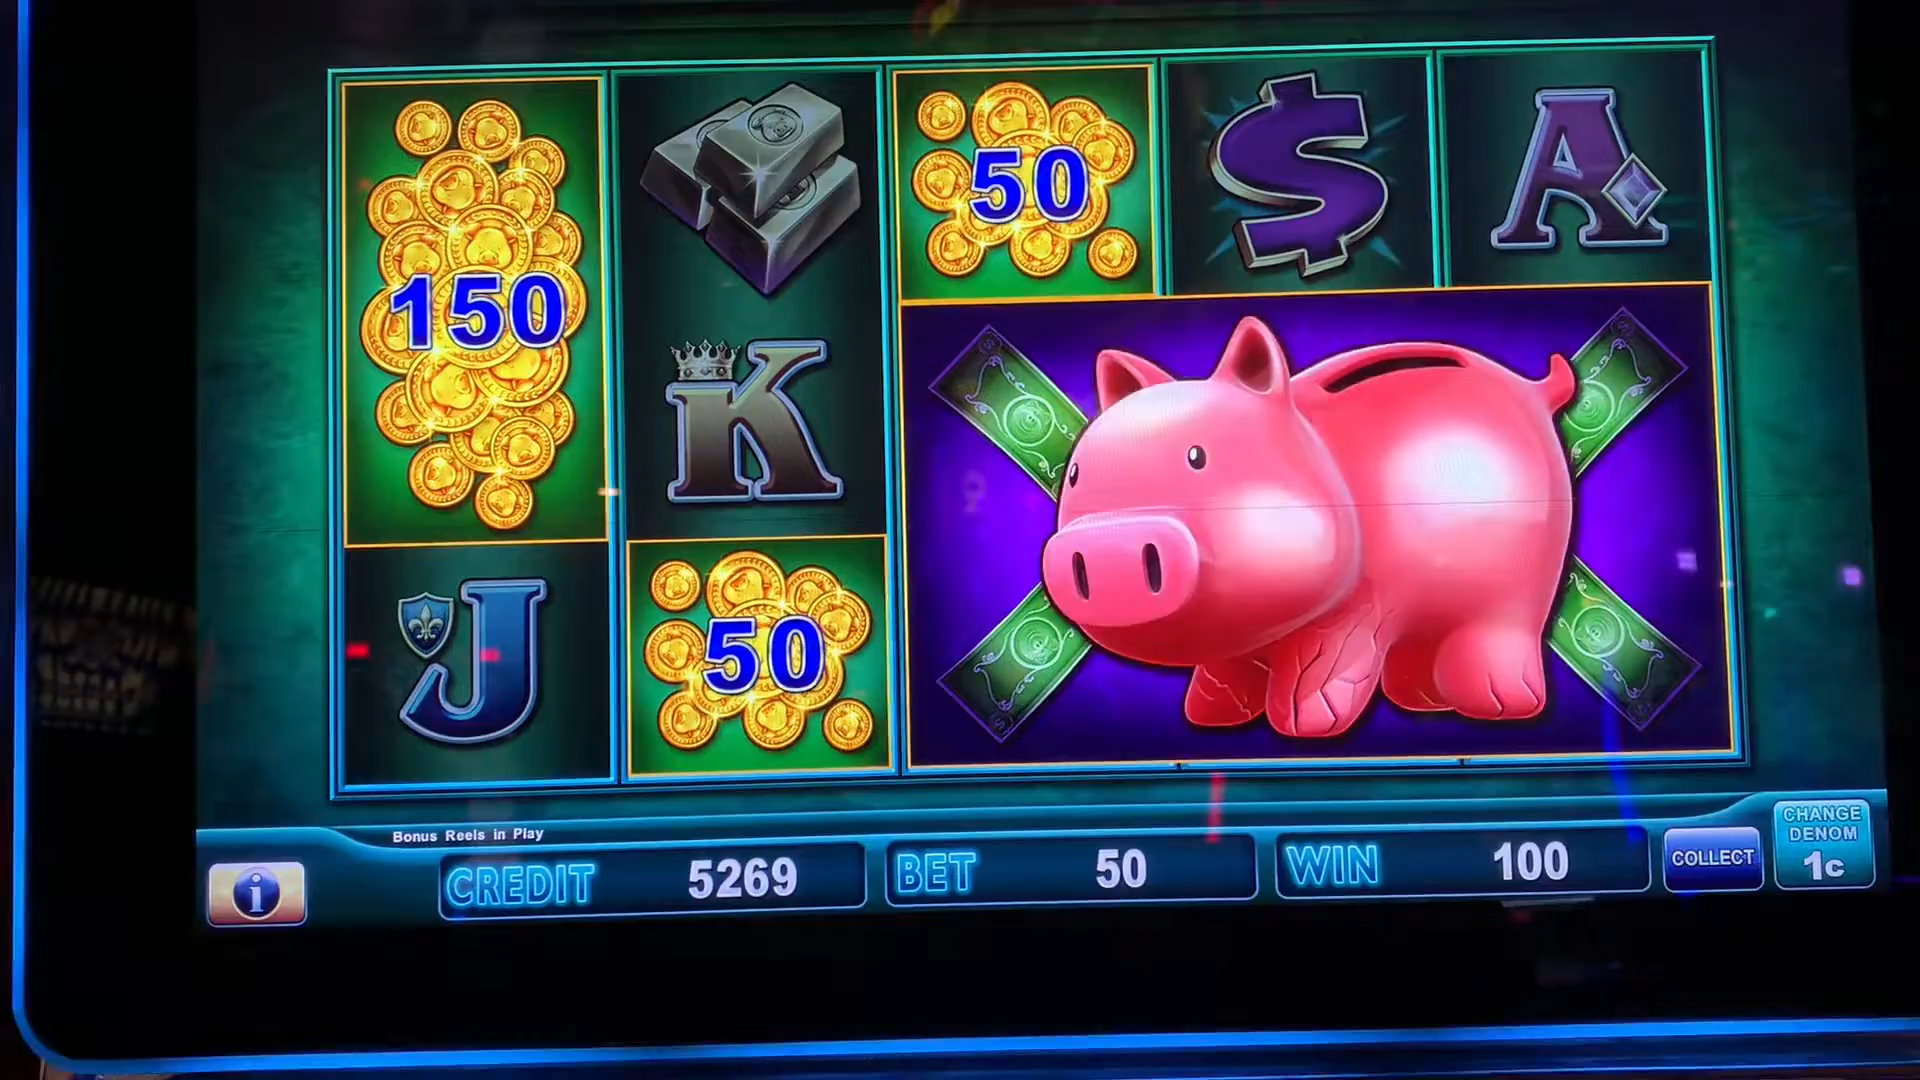 150
50
$
A
K
J
50
Bonus Reels in Play
i
CREDIT 5269
BET 50
WIN 100
COLLECT
CHANGE
DENOM
1c